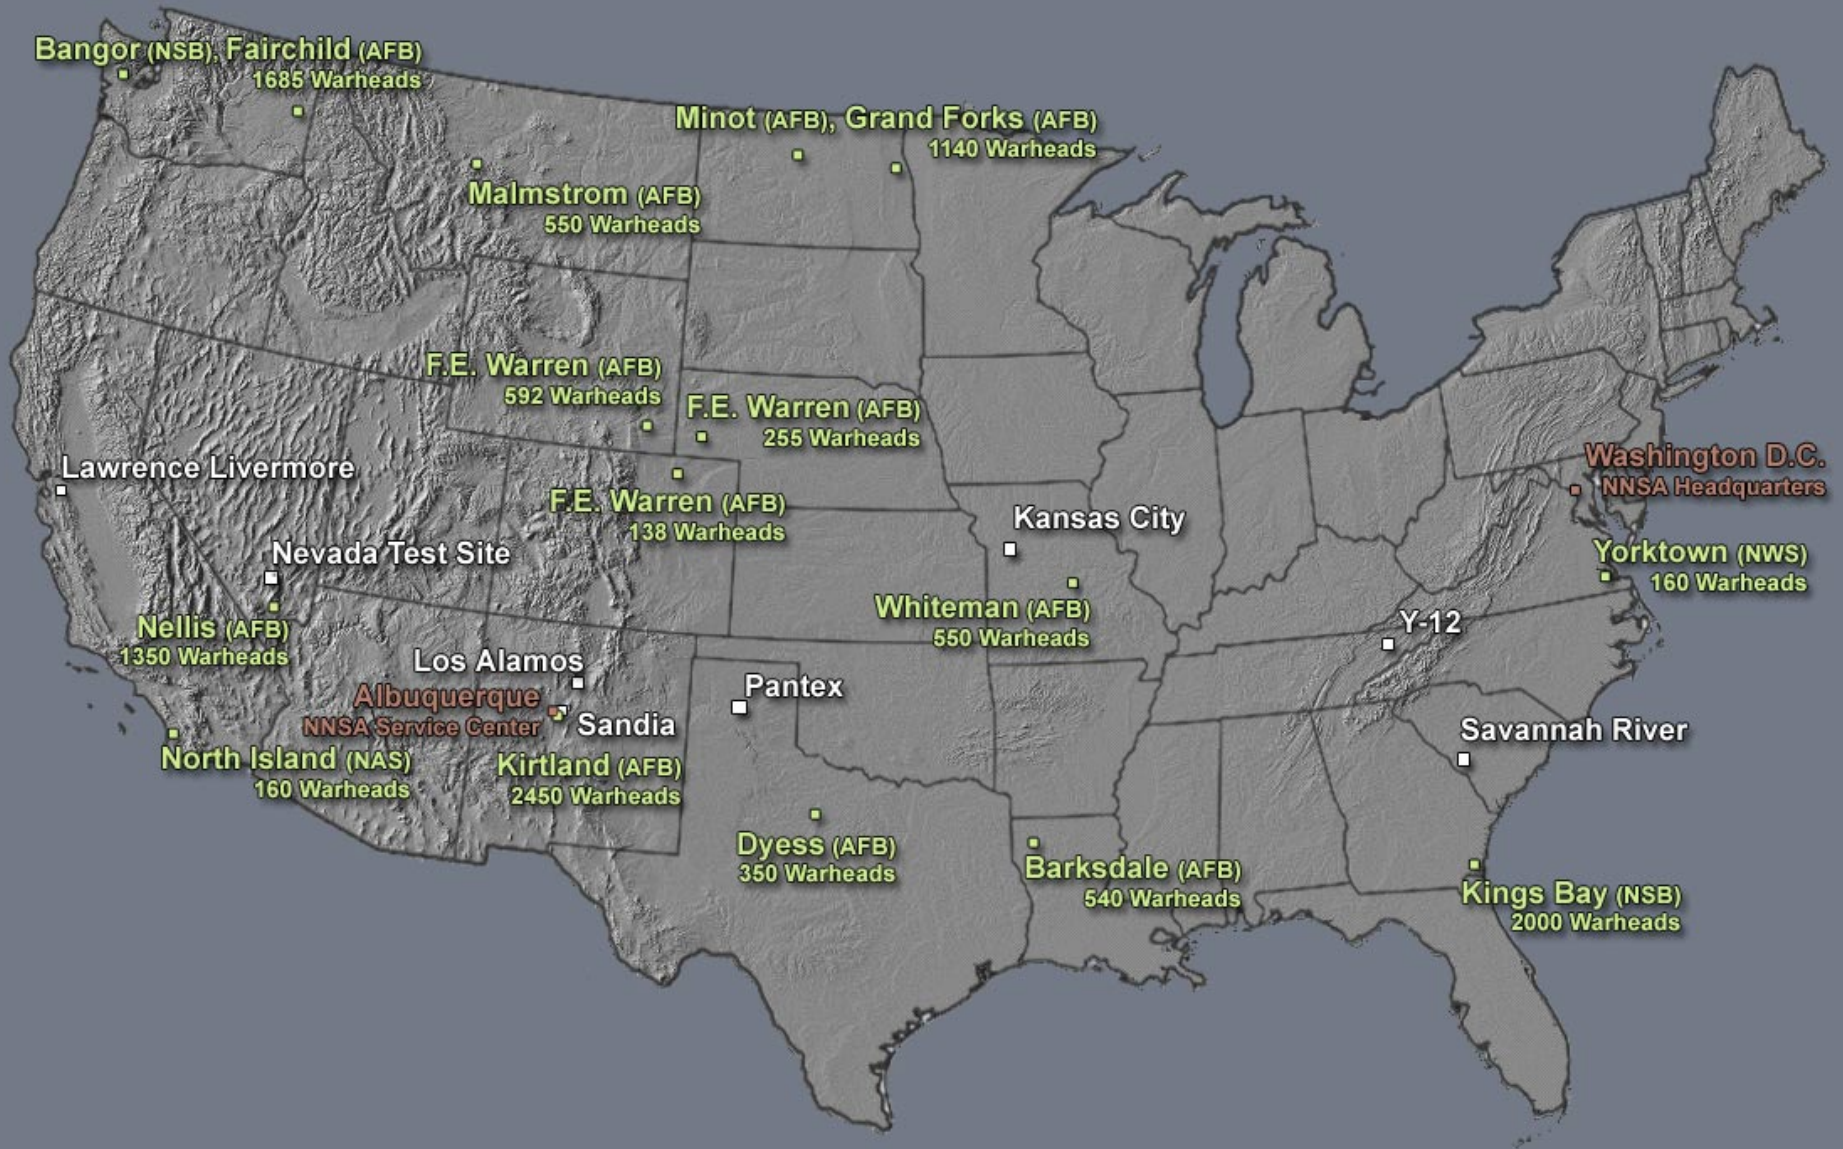 Bangor (NSB), Fairchild (AFB)
1685 Warheads
Minot (AFB), Grand Forks (AFB)
1140 Warheads
Malmstrom (AFB)
550 Warheads
F.E. Warren (AFB)
592 Warheads
F.E. Warren (AFB)
255 Warheads
Lawrence Livermore
Washington D.C.
NNSA Headquarters
F.E. Warren (AFB)
138 Warheads
Kansas City
Nevada Test Site
Yorktown (NWS)
160 Warheads
Whiteman (AFB)
550 Warheads
Nellis (AFB)
1350 Warheads
Y-12
Los Alamos
Albuquerque
NNSA Service Center
Pantex
Sandia
Savannah River
North Island (NAS)
160 Warheads
Kirtland (AFB)
2450 Warheads
Dyess (AFB)
350 Warheads
Barksdale (AFB)
540 Warheads
Kings Bay (NSB)
2000 Warheads